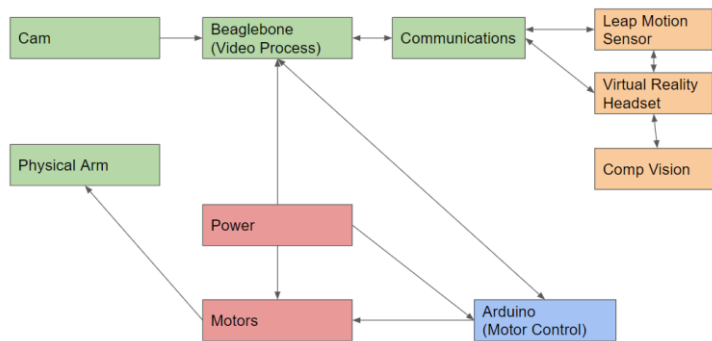 Cam
Beaglebone
(Video Process)
Communications
Leap Motion
Sensor
Virtual Reality
Headset
Comp Vision
Physical Arm
Power
Motors
Arduino
(Motor Control)